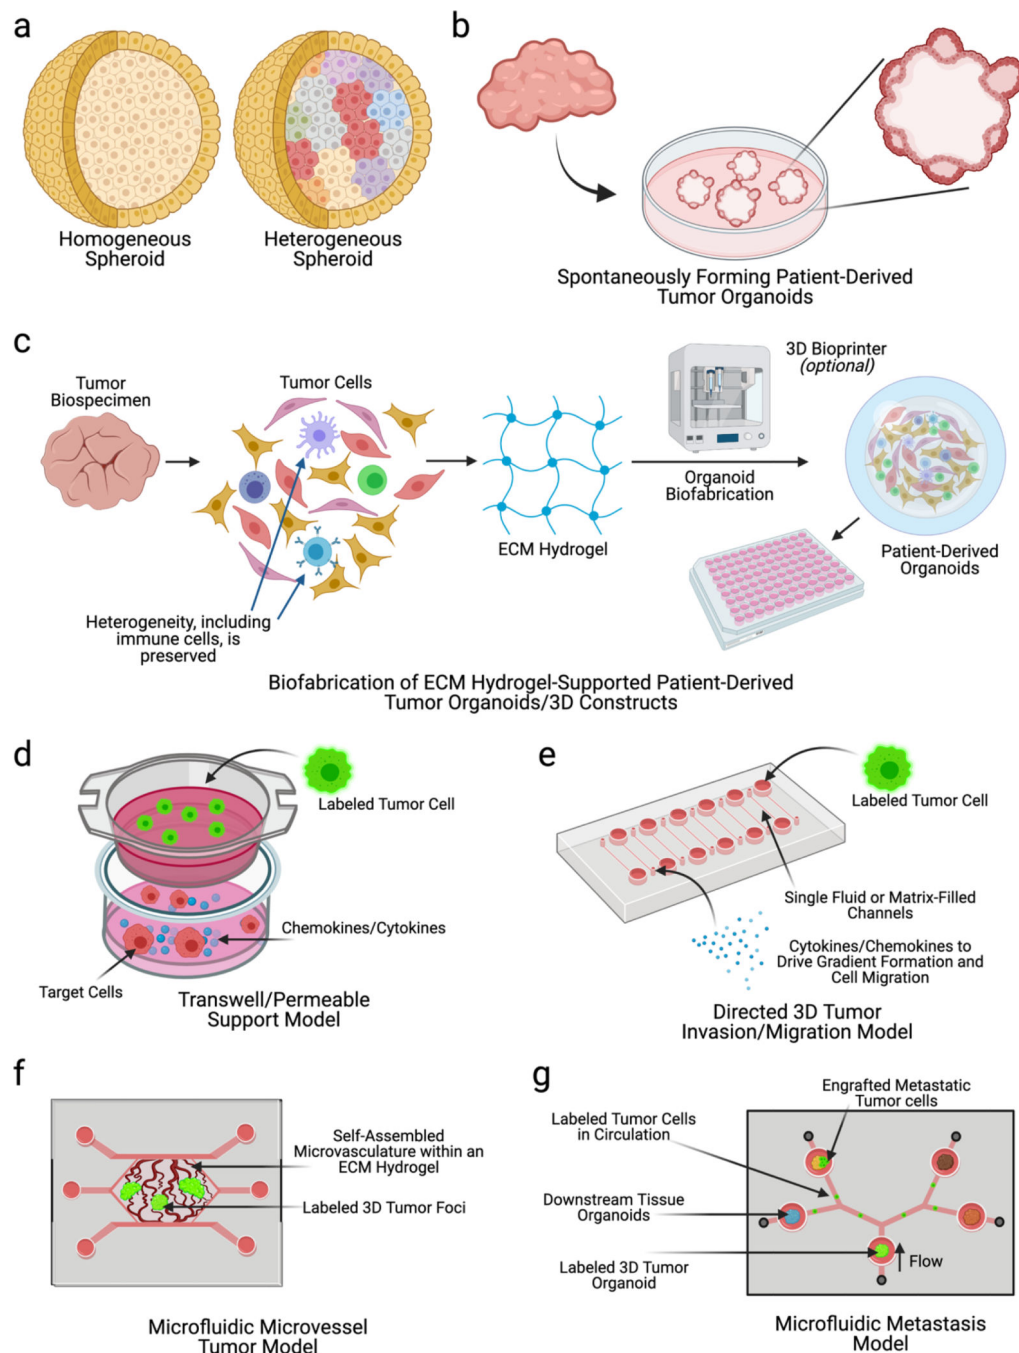 a
Homogeneous
Spheroid
Heterogeneous
Spheroid
b
Spontaneously Forming Patient-Derived
Tumor Organoids
c
Tumor
Biospecimen
Tumor Cells
Heterogeneity, including
immune cells, is
preserved
ECM Hydrogel
3D Bioprinter
(optional)
Organoid
Biofabrication
Patient-Derived
Organoids
Biofabrication of ECM Hydrogel-Supported Patient-Derived
Tumor Organoids/3D Constructs
d
Labeled Tumor Cell
Chemokines/Cytokines
Target Cells
Transwell/Permeable
Support Model
e
Labeled Tumor Cell
Single Fluid or Matrix-Filled
Channels
Cytokines/Chemokines to
Drive Gradient Formation and
Cell Migration
Directed 3D Tumor
Invasion/Migration Model
f
Self-Assembled
Microvasculature within an
ECM Hydrogel
Labeled 3D Tumor Foci
Microfluidic Microvessel
Tumor Model
g
Engrafted Metastatic
Tumor cells
Labeled Tumor Cells
in Circulation
Downstream Tissue
Organoids
Labeled 3D Tumor
Organoid
Flow
Microfluidic Metastasis
Model